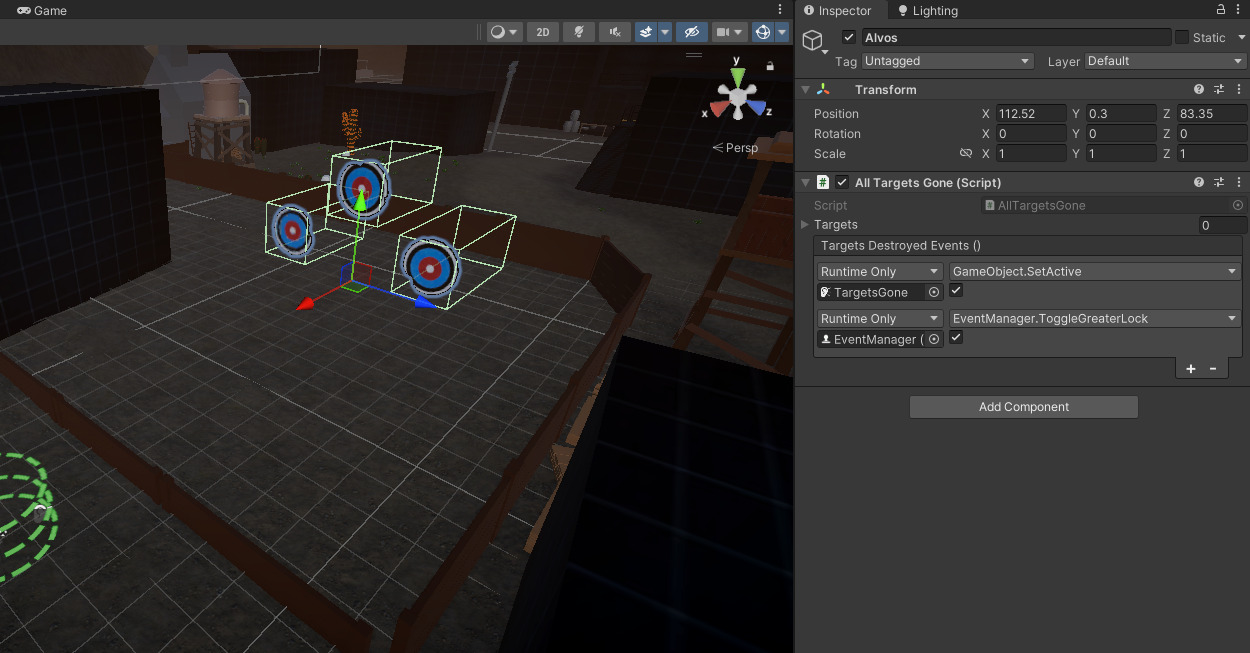 Game
Inspector
Lighting
2D
Alvos
Static
Tag
Untagged
Layer
Default
Transform
Position
X
112.52
Y
0.3
Z
83.35
Rotation
X
0
Y
0
Z
0
Scale
X
1
Y
1
Z
1
y
x
z
Persp
# All Targets Gone (Script)
Script
# AllTargetsGone
Targets
0
Targets Destroyed Events ()
Runtime Only
GameObject.SetActive
TargetsGone
Runtime Only
EventManager.ToggleGreaterLock
EventManager (
+ -
Add Component